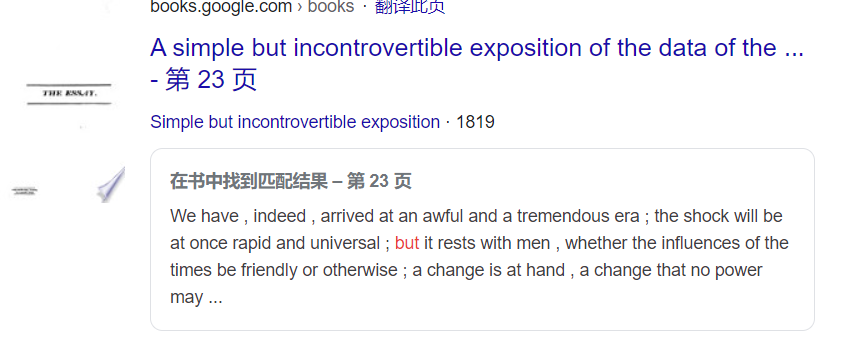 books.google.com › books · 翻译此页
A simple but incontrovertible exposition of the data of the ...
- 第 23 页
THE ESSAY.
Simple but incontrovertible exposition · 1819
在书中找到匹配结果 – 第 23 页
We have , indeed , arrived at an awful and a tremendous era ; the shock will be
at once rapid and universal ; but it rests with men , whether the influences of the
times be friendly or otherwise ; a change is at hand , a change that no power
may ...